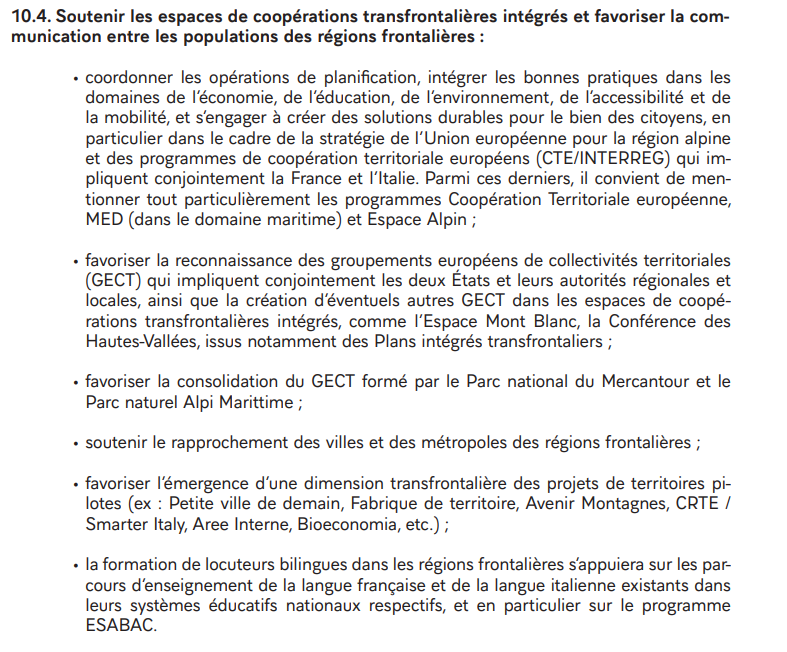 10.4. Soutenir les espaces de coopérations transfrontalières intégrés et favoriser la com-
munication entre les populations des régions frontalières :
• coordonner les opérations de planification, intégrer les bonnes pratiques dans les
domaines de l’économie, de l’éducation, de l’environnement, de l’accessibilité et de
la mobilité, et s’engager à créer des solutions durables pour le bien des citoyens, en
particulier dans le cadre de la stratégie de l’Union européenne pour la région alpine
et des programmes de coopération territoriale européens (CTE/INTERREG) qui im-
pliquent conjointement la France et l’Italie. Parmi ces derniers, il convient de men-
tionner tout particulièrement les programmes Coopération Territoriale européenne,
MED (dans le domaine maritime) et Espace Alpin ;
• favoriser la reconnaissance des groupements européens de collectivités territoriales
(GECT) qui impliquent conjointement les deux États et leurs autorités régionales et
locales, ainsi que la création d’éventuels autres GECT dans les espaces de coopé-
rations transfrontalières intégrés, comme l’Espace Mont Blanc, la Conférence des
Hautes-Vallées, issus notamment des Plans intégrés transfrontaliers ;
• favoriser la consolidation du GECT formé par le Parc national du Mercantour et le
Parc naturel Alpi Marittime ;
• soutenir le rapprochement des villes et des métropoles des régions frontalières ;
• favoriser l’émergence d’une dimension transfrontalière des projets de territoires pi-
lotes (ex : Petite ville de demain, Fabrique de territoire, Avenir Montagnes, CRTE /
Smarter Italy, Aree Interne, Bioeconomia, etc.) ;
• la formation de locuteurs bilingues dans les régions frontalières s’appuiera sur les par-
cours d’enseignement de la langue française et de la langue italienne existants dans
leurs systèmes éducatifs nationaux respectifs, et en particulier sur le programme
ESABAC.